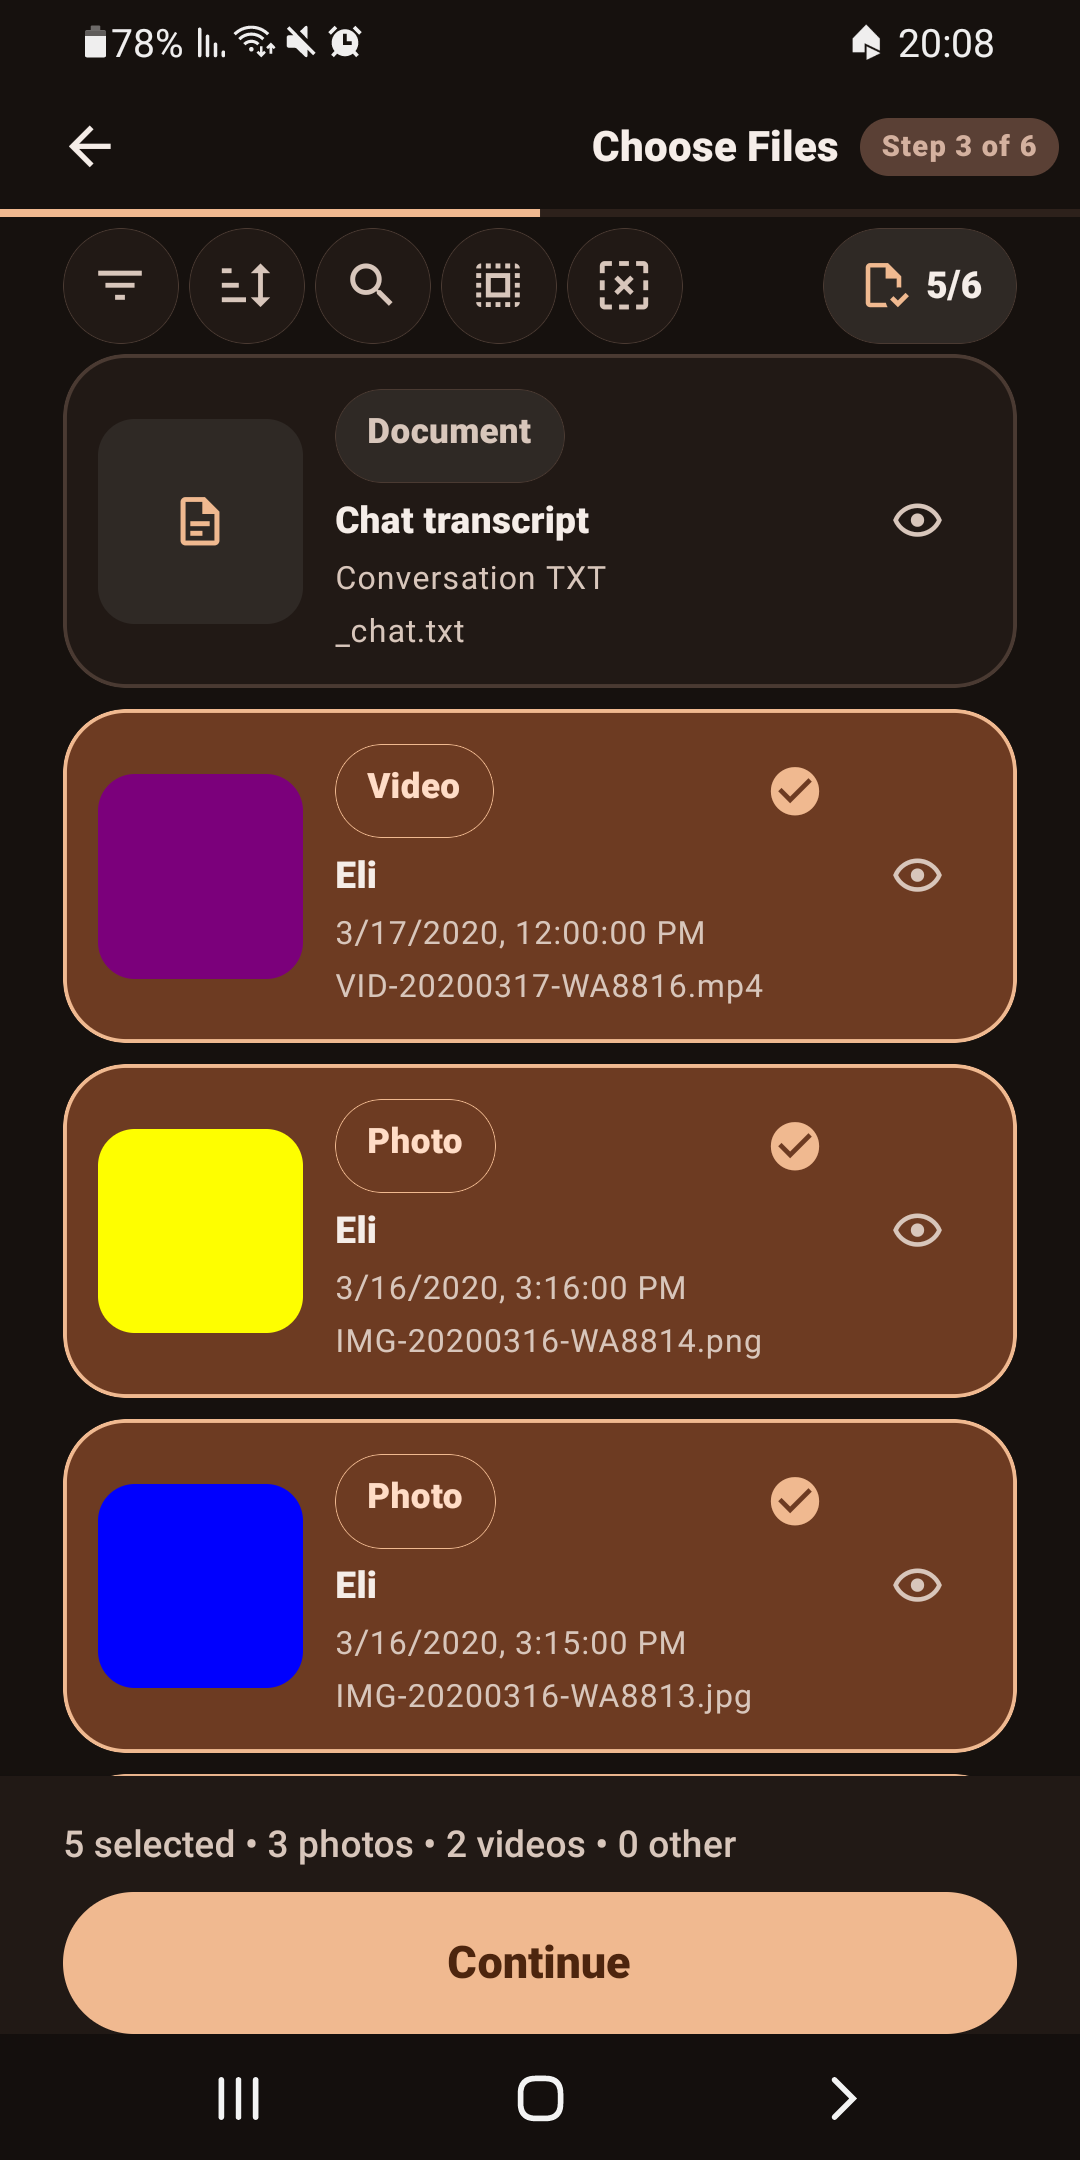 78%
20:08
Choose Files
Step 3 of 6
5/6
Document
Chat transcript
Conversation TXT
_chat.txt
Video
Eli
3/17/2020, 12:00:00 PM
VID-20200317-WA8816.mp4
Photo
Eli
3/16/2020, 3:16:00 PM
IMG-20200316-WA8814.png
Photo
Eli
3/16/2020, 3:15:00 PM
IMG-20200316-WA8813.jpg
5 selected • 3 photos • 2 videos • 0 other
Continue